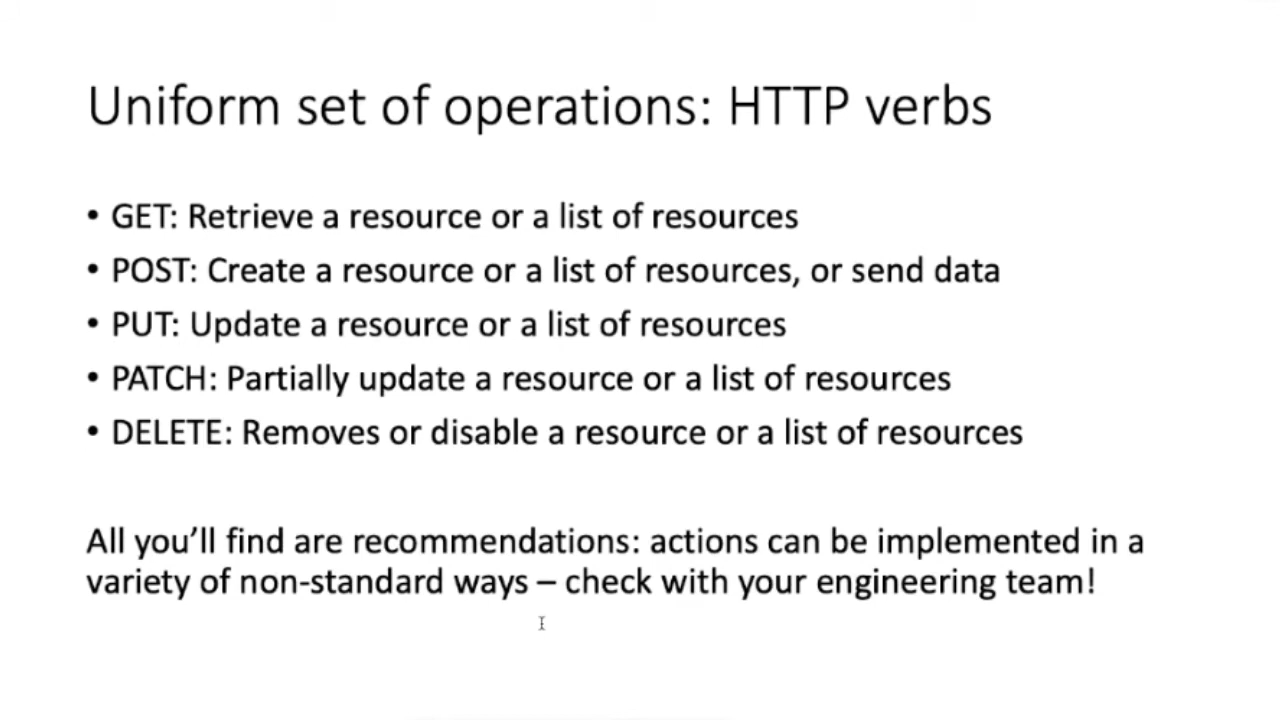 Uniform set of operations: HTTP verbs
• GET: Retrieve a resource or a list of resources
• POST: Create a resource or a list of resources, or send data
• PUT: Update a resource or a list of resources
• PATCH: Partially update a resource or a list of resources
• DELETE: Removes or disable a resource or a list of resources
All you’ll find are recommendations: actions can be implemented in a
variety of non-standard ways – check with your engineering team!